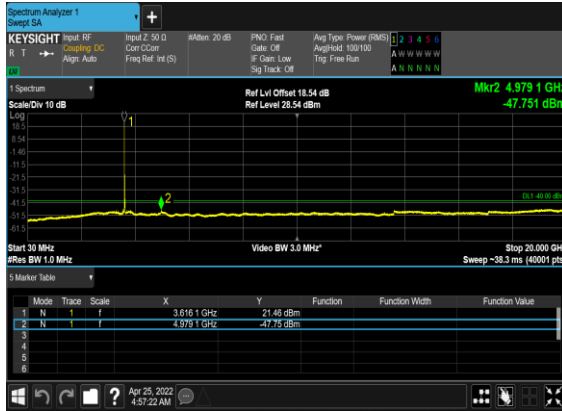 Spectrum Analyzer 1
Swept SA
+
KEYSIGHT Input: RF Input Z: 50 Ω #Atten: 20 dB PNO: Fast Avg Type: Power (RMS) 1 2 3 4 5 6
R T Coupling: DC Corr CCorr Gate: Off Avg|Hold: 100/100 A W W W W W
Align: Auto Freq Ref: Int (S) IF Gain: Low Trig: Free Run
LU Sig Track: Off A N N N N N
1 Spectrum Ref Lvl Offset 18.54 dB Mkr2 4.979 1 GHz
Scale/Div 10 dB Ref Level 28.54 dBm -47.751 dBm
Log
18.5
8.54
-1.46
-11.5
-21.5
-31.5
-41.5
-51.5
-61.5
1
2
DL1 -40.00 dBm
Start 30 MHz Video BW 3.0 MHz* Stop 20.000 GHz
#Res BW 1.0 MHz Sweep ~38.3 ms (40001 pts)
5 Marker Table
Mode Trace Scale X Y Function Function Width Function Value
1 N 1 f 3.616 1 GHz 21.46 dBm
2 N 1 f 4.979 1 GHz -47.75 dBm
3
4
5
6
? Apr 25, 2022
4:57:22 AM